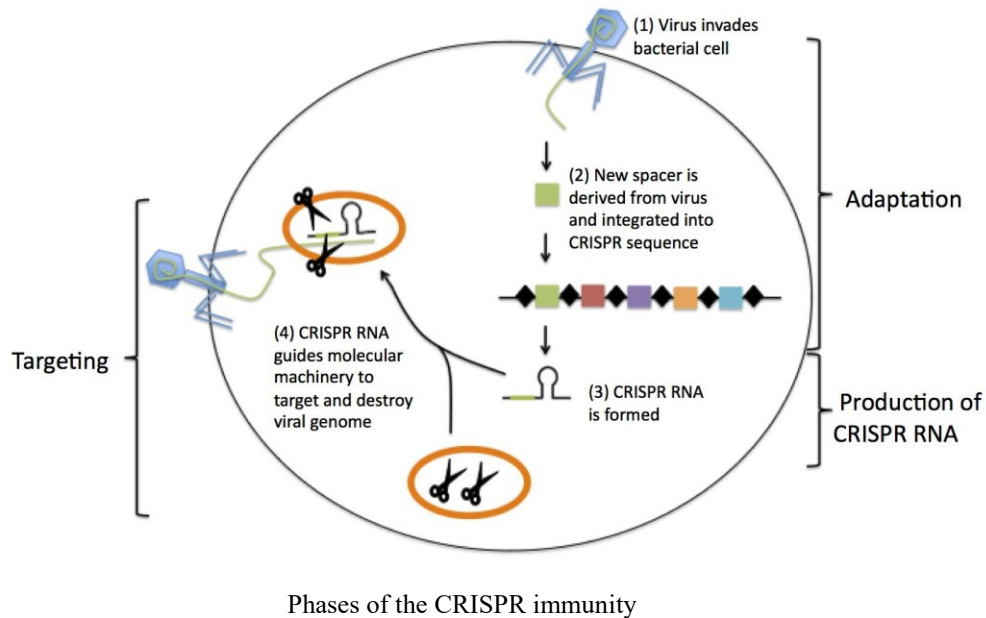 (1) Virus invades
bacterial cell
(2) New spacer is
derived from virus
and integrated into
CRISPR sequence
Adaptation
(3) CRISPR RNA
is formed
Production of
CRISPR RNA
(4) CRISPR RNA
guides molecular
machinery to
target and destroy
viral genome
Targeting
Phases of the CRISPR immunity